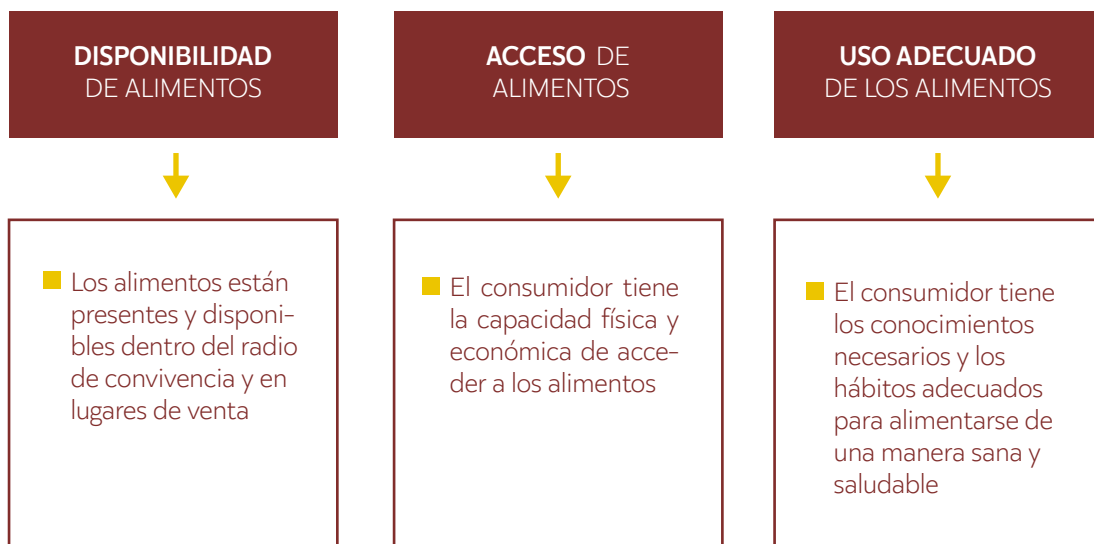 DISPONIBILIDAD
DE ALIMENTOS
Los alimentos están
presentes y disponi-
bles dentro del radio
de convivencia y en
lugares de venta
ACCESO DE
ALIMENTOS
El consumidor tiene
la capacidad física y
económica de acce-
der a los alimentos
USO ADECUADO
DE LOS ALIMENTOS
El consumidor tiene
los conocimientos
necesarios y los
hábitos adecuados
para alimentarse de
una manera sana y
saludable